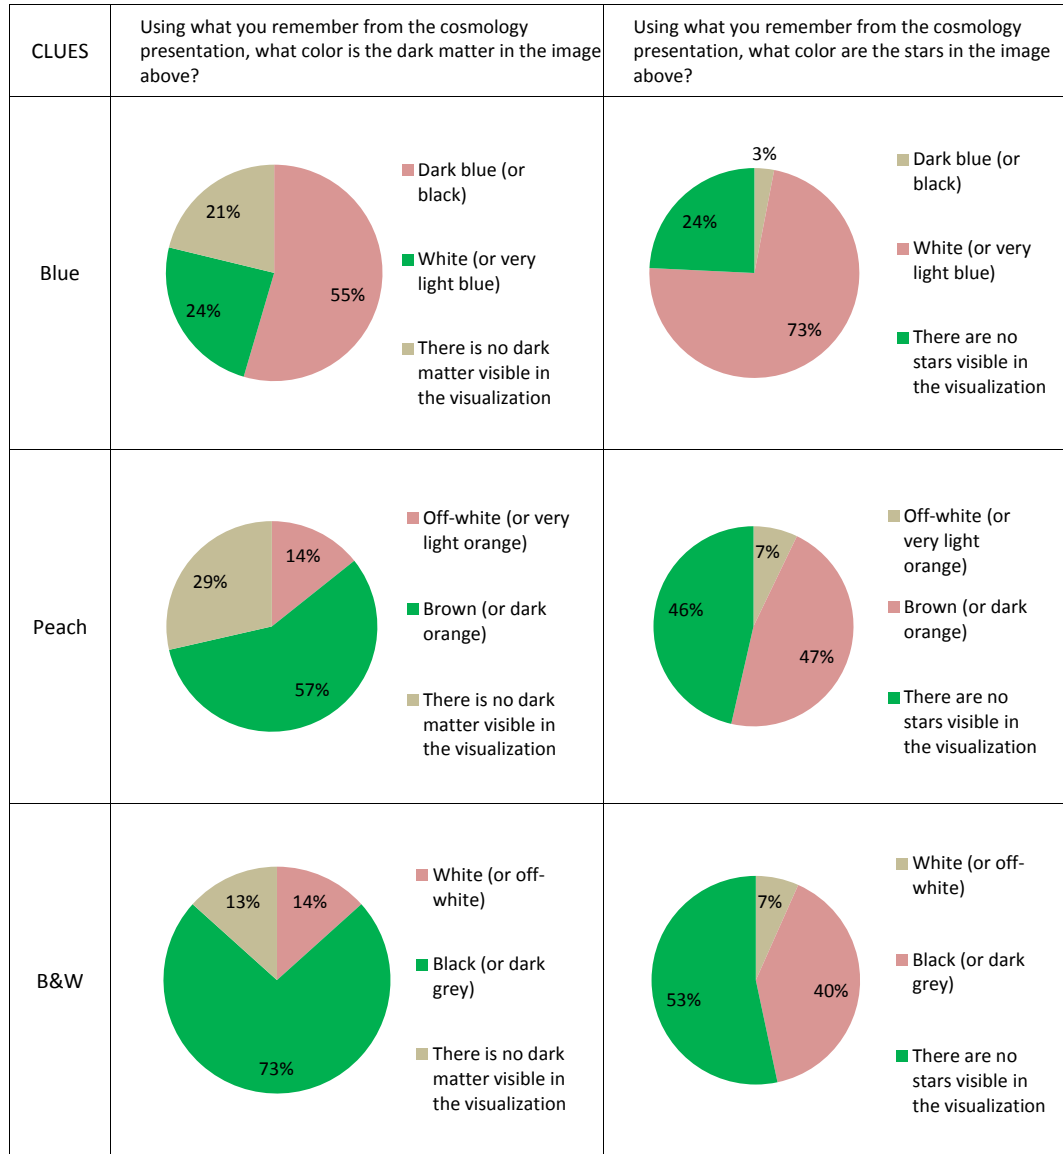 CLUES
Using what you remember from the cosmology
presentation, what color is the dark matter in the image
above?
Using what you remember from the cosmology
presentation, what color are the stars in the image
above?
Blue
21%
24%
55%
Dark blue (or
black)
White (or very
light blue)
There is no dark
matter visible in
the visualization
3%
24%
73%
Dark blue (or
black)
White (or very
light blue)
There are no
stars visible in
the visualization
Peach
29%
14%
57%
Off-white (or very
light orange)
Brown (or dark
orange)
There is no dark
matter visible in
the visualization
7%
46%
47%
Off-white (or
very light
orange)
Brown (or dark
orange)
There are no
stars visible in
the visualization
B&W
13%
14%
73%
White (or off-
white)
Black (or dark
grey)
There is no dark
matter visible in
the visualization
7%
53%
40%
White (or off-
white)
Black (or dark
grey)
There are no
stars visible in
the visualization